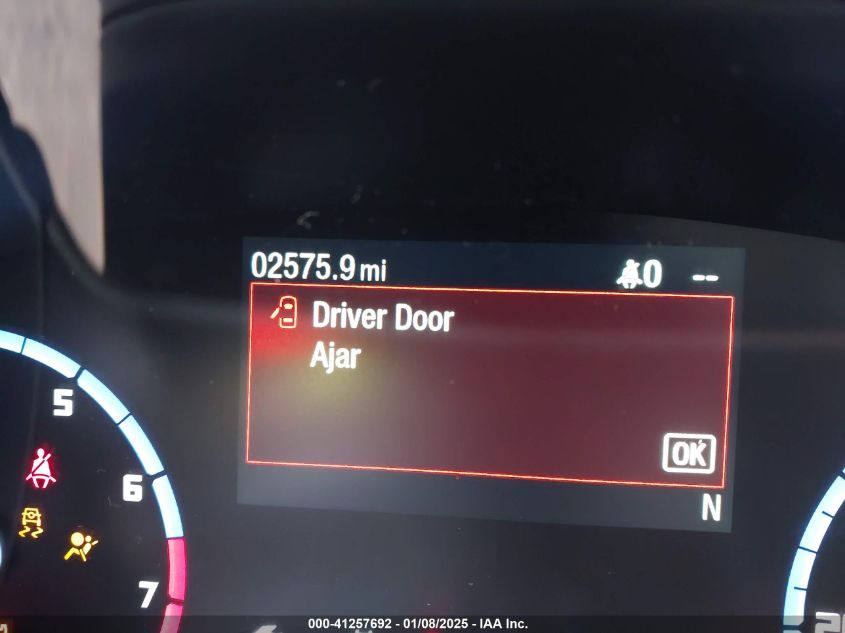 02575.9 mi
0 --
Driver Door
Ajar
OK
N
5
6
7
000-41257692 - 01/08/2025 - IAA Inc.